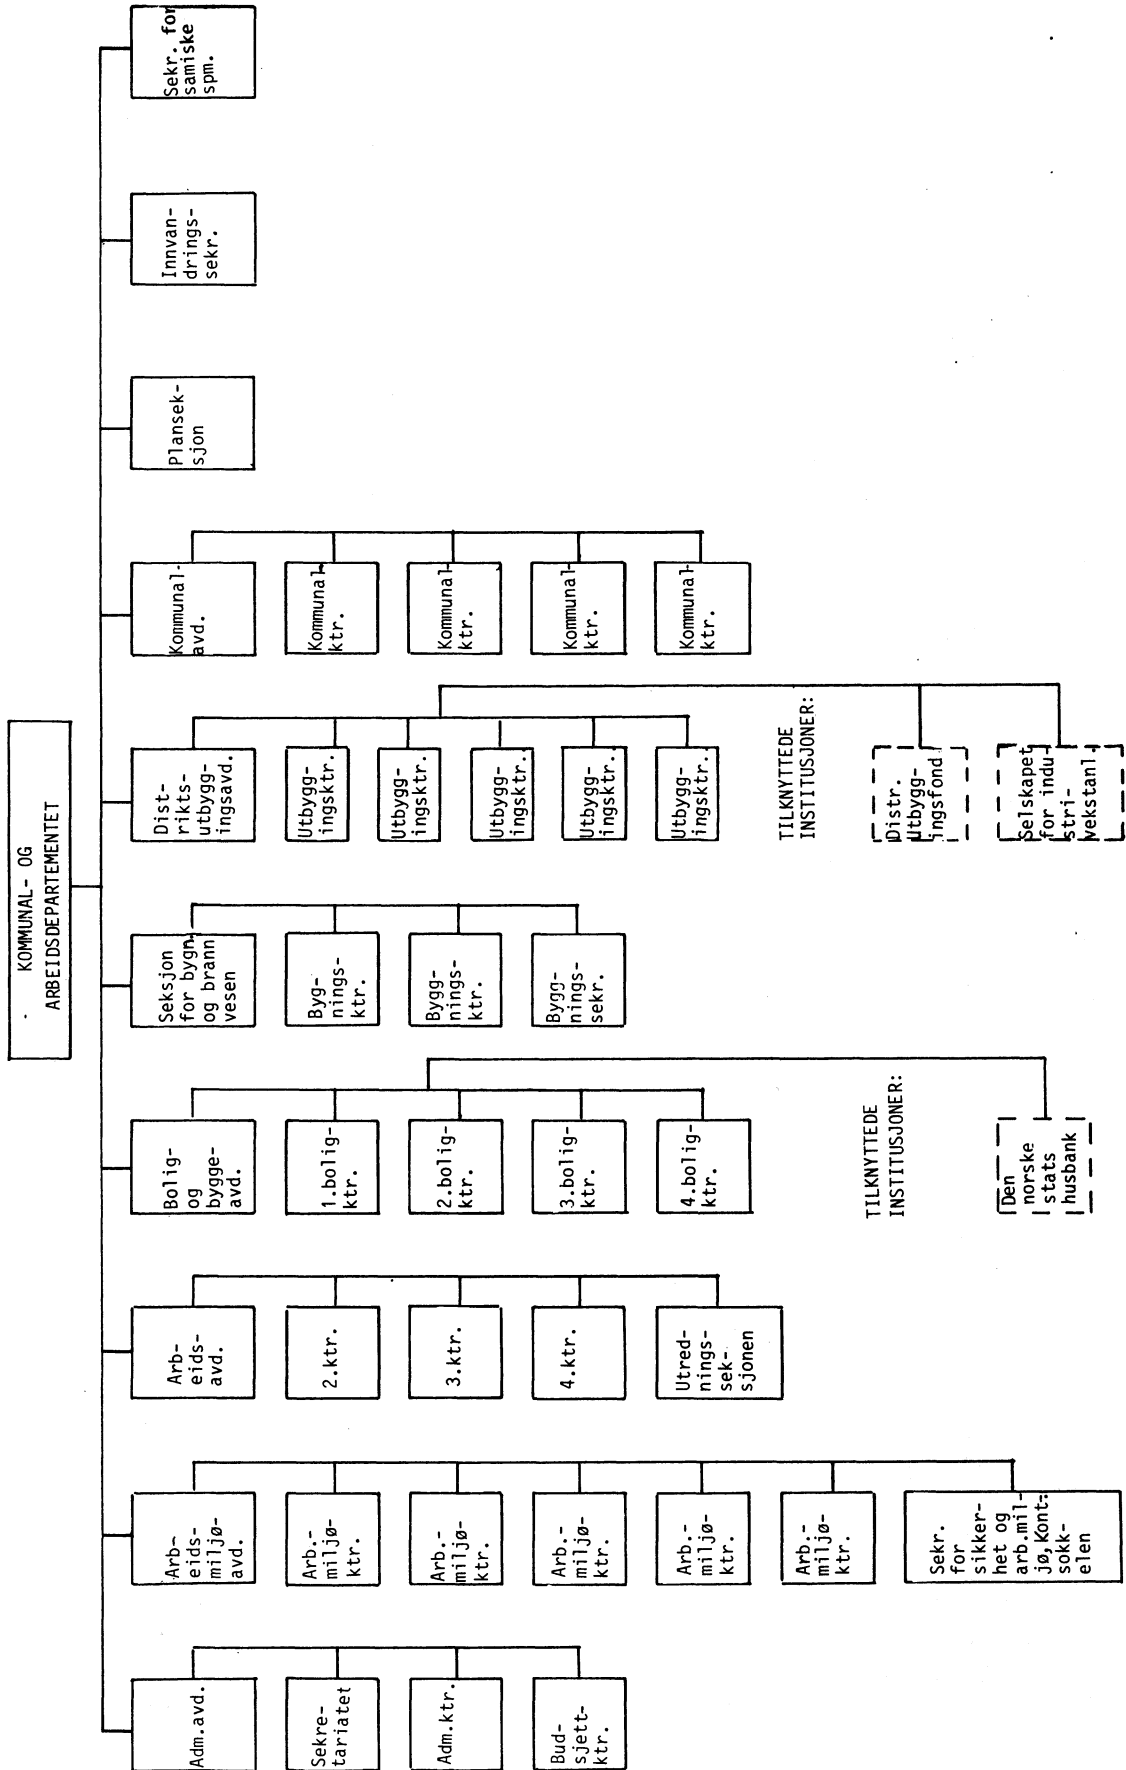 KOMMUNAL- OG
ARBEIDSDEPARTEMENTET
Adm.avd.
Sekre-
tariatet
Adm.ktr.
Bud-
sjett-
ktr.
Arb-
eids-
miljø-
avd.
Arb.-
miljø-
ktr.
Arb.-
miljø-
ktr.
Arb.-
miljø-
ktr.
Arb.-
miljø-
ktr.
Arb.-
miljø-
ktr.
Sekr.
for
sikker-
het og
arb.mil-
jø,Kont-
sokk-
elen
Arb-
eids-
avd.
2.ktr.
3.ktr.
4.ktr.
Utred-
nings-
sek-
sjonen
Bolig-
og
bygge-
avd.
1.bolig-
ktr.
2.bolig-
ktr.
3.bolig-
ktr.
4.bolig-
ktr.
TILKNYTTEDE
INSTITUSJONER:
Den
norske
stats
husbank
Seksjon
for bygn.
og brann
vesen
Byg-
nings-
ktr.
Bygg-
nings-
ktr.
Bygg-
nings-
sekr.
Dist-
rikts-
utbygg-
ingsavd.
Utbygg-
ingsktr.
Utbygg-
ingsktr.
Utbygg-
ingsktr.
Utbygg-
ingsktr.
Utbygg-
ingsktr.
TILKNYTTEDE
INSTITUSJONER:
Distr.
Utbygg-
ingsfond
Selskapet
for indu
stri-
vekstanl.
Kommunal-
avd.
Kommunal-
ktr.
Kommunal-
ktr.
Kommunal-
ktr.
Kommunal-
ktr.
Plansek-
sjon
Innvan-
drings-
sekr.
Sekr. for
samiske
spm.